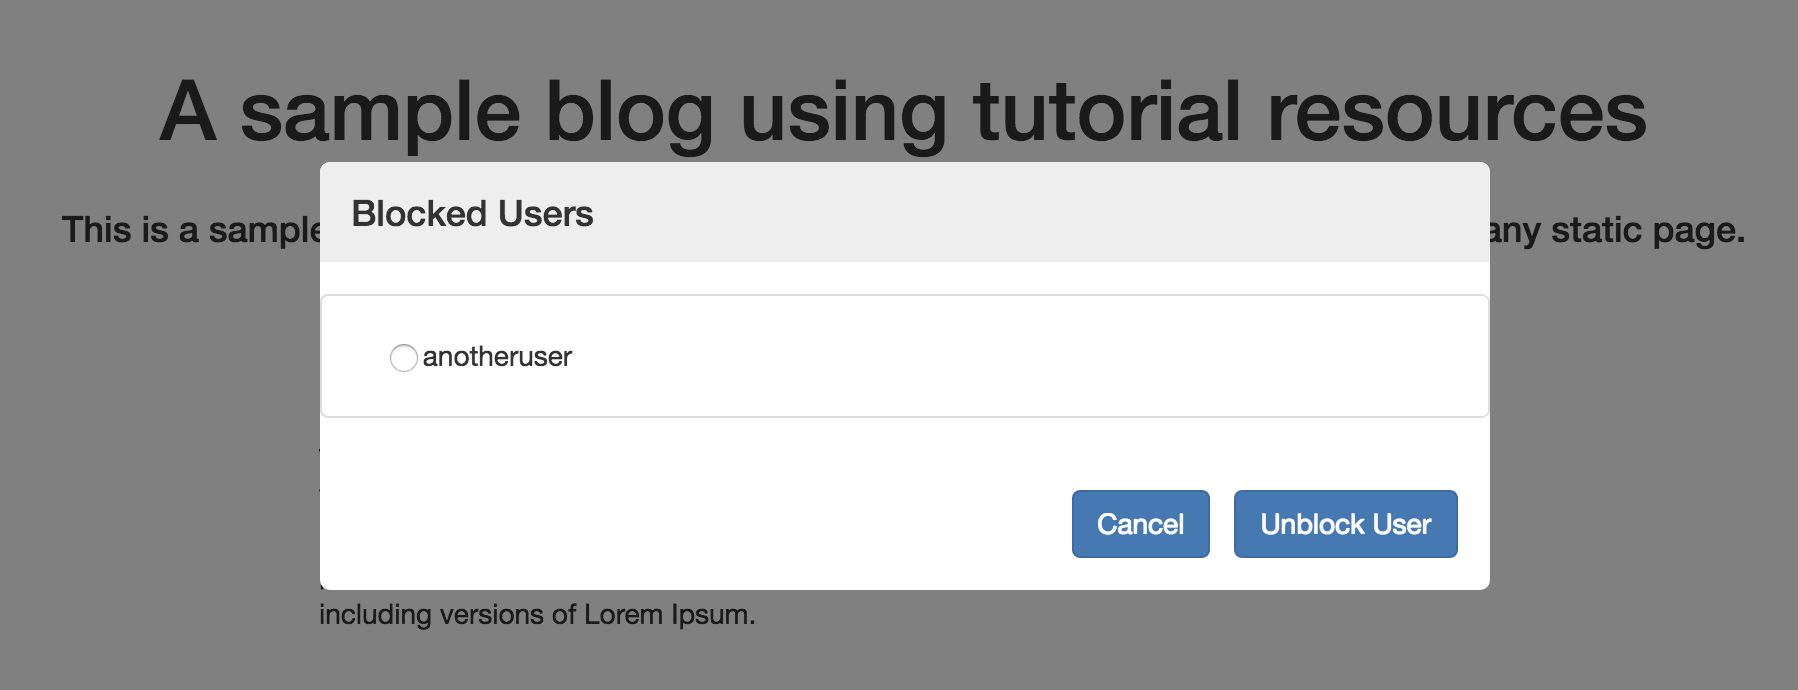 A sample blog using tutorial resources
This is a sample any static page.
Blocked Users
anotheruser
Cancel Unblock User
including versions of Lorem Ipsum.